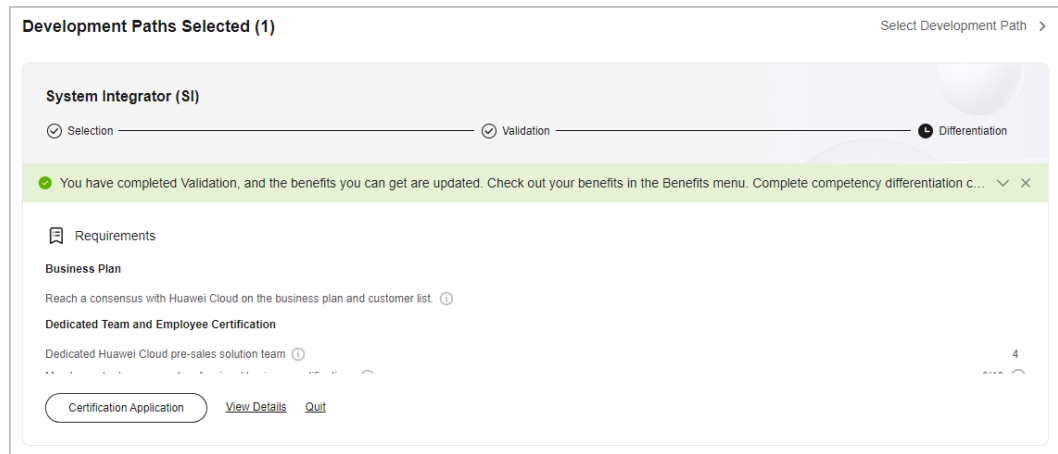 Development Paths Selected (1)
Select Development Path
System Integrator (SI)
Selection
Validation
Differentiation
You have completed Validation, and the benefits you can get are updated. Check out your benefits in the Benefits menu. Complete competency differentiation c...
Requirements
Business Plan
Reach a consensus with Huawei Cloud on the business plan and customer list.
Dedicated Team and Employee Certification
Dedicated Huawei Cloud pre-sales solution team
4
Certification Application
View Details
Quit